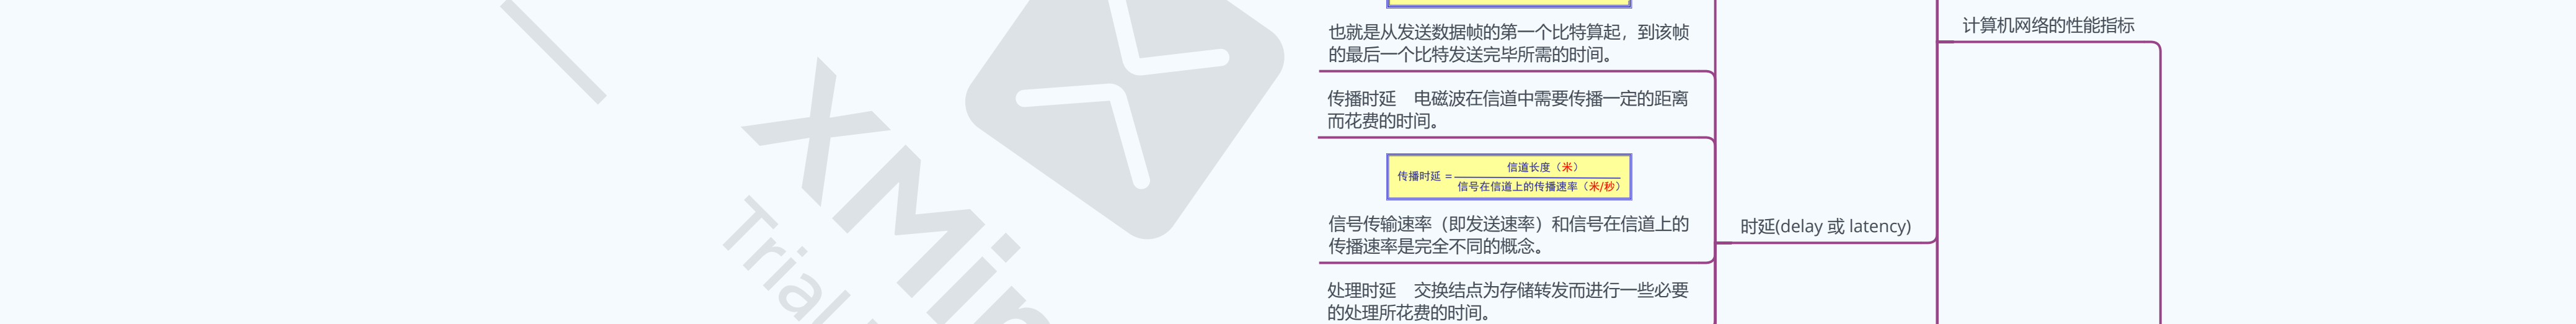 计算机网络的性能指标
也就是从发送数据帧的第一个比特算起，到该帧
的最后一个比特发送完毕所需的时间。
传播时延　电磁波在信道中需要传播一定的距离
而花费的时间。
传播时延 = 信道长度（米）
信号在信道上的传播速率（米/秒）
时延(delay 或 latency)
信号传输速率（即发送速率）和信号在信道上的
传播速率是完全不同的概念。
处理时延　交换结点为存储转发而进行一些必要
的处理所花费的时间。
XMin
Trial